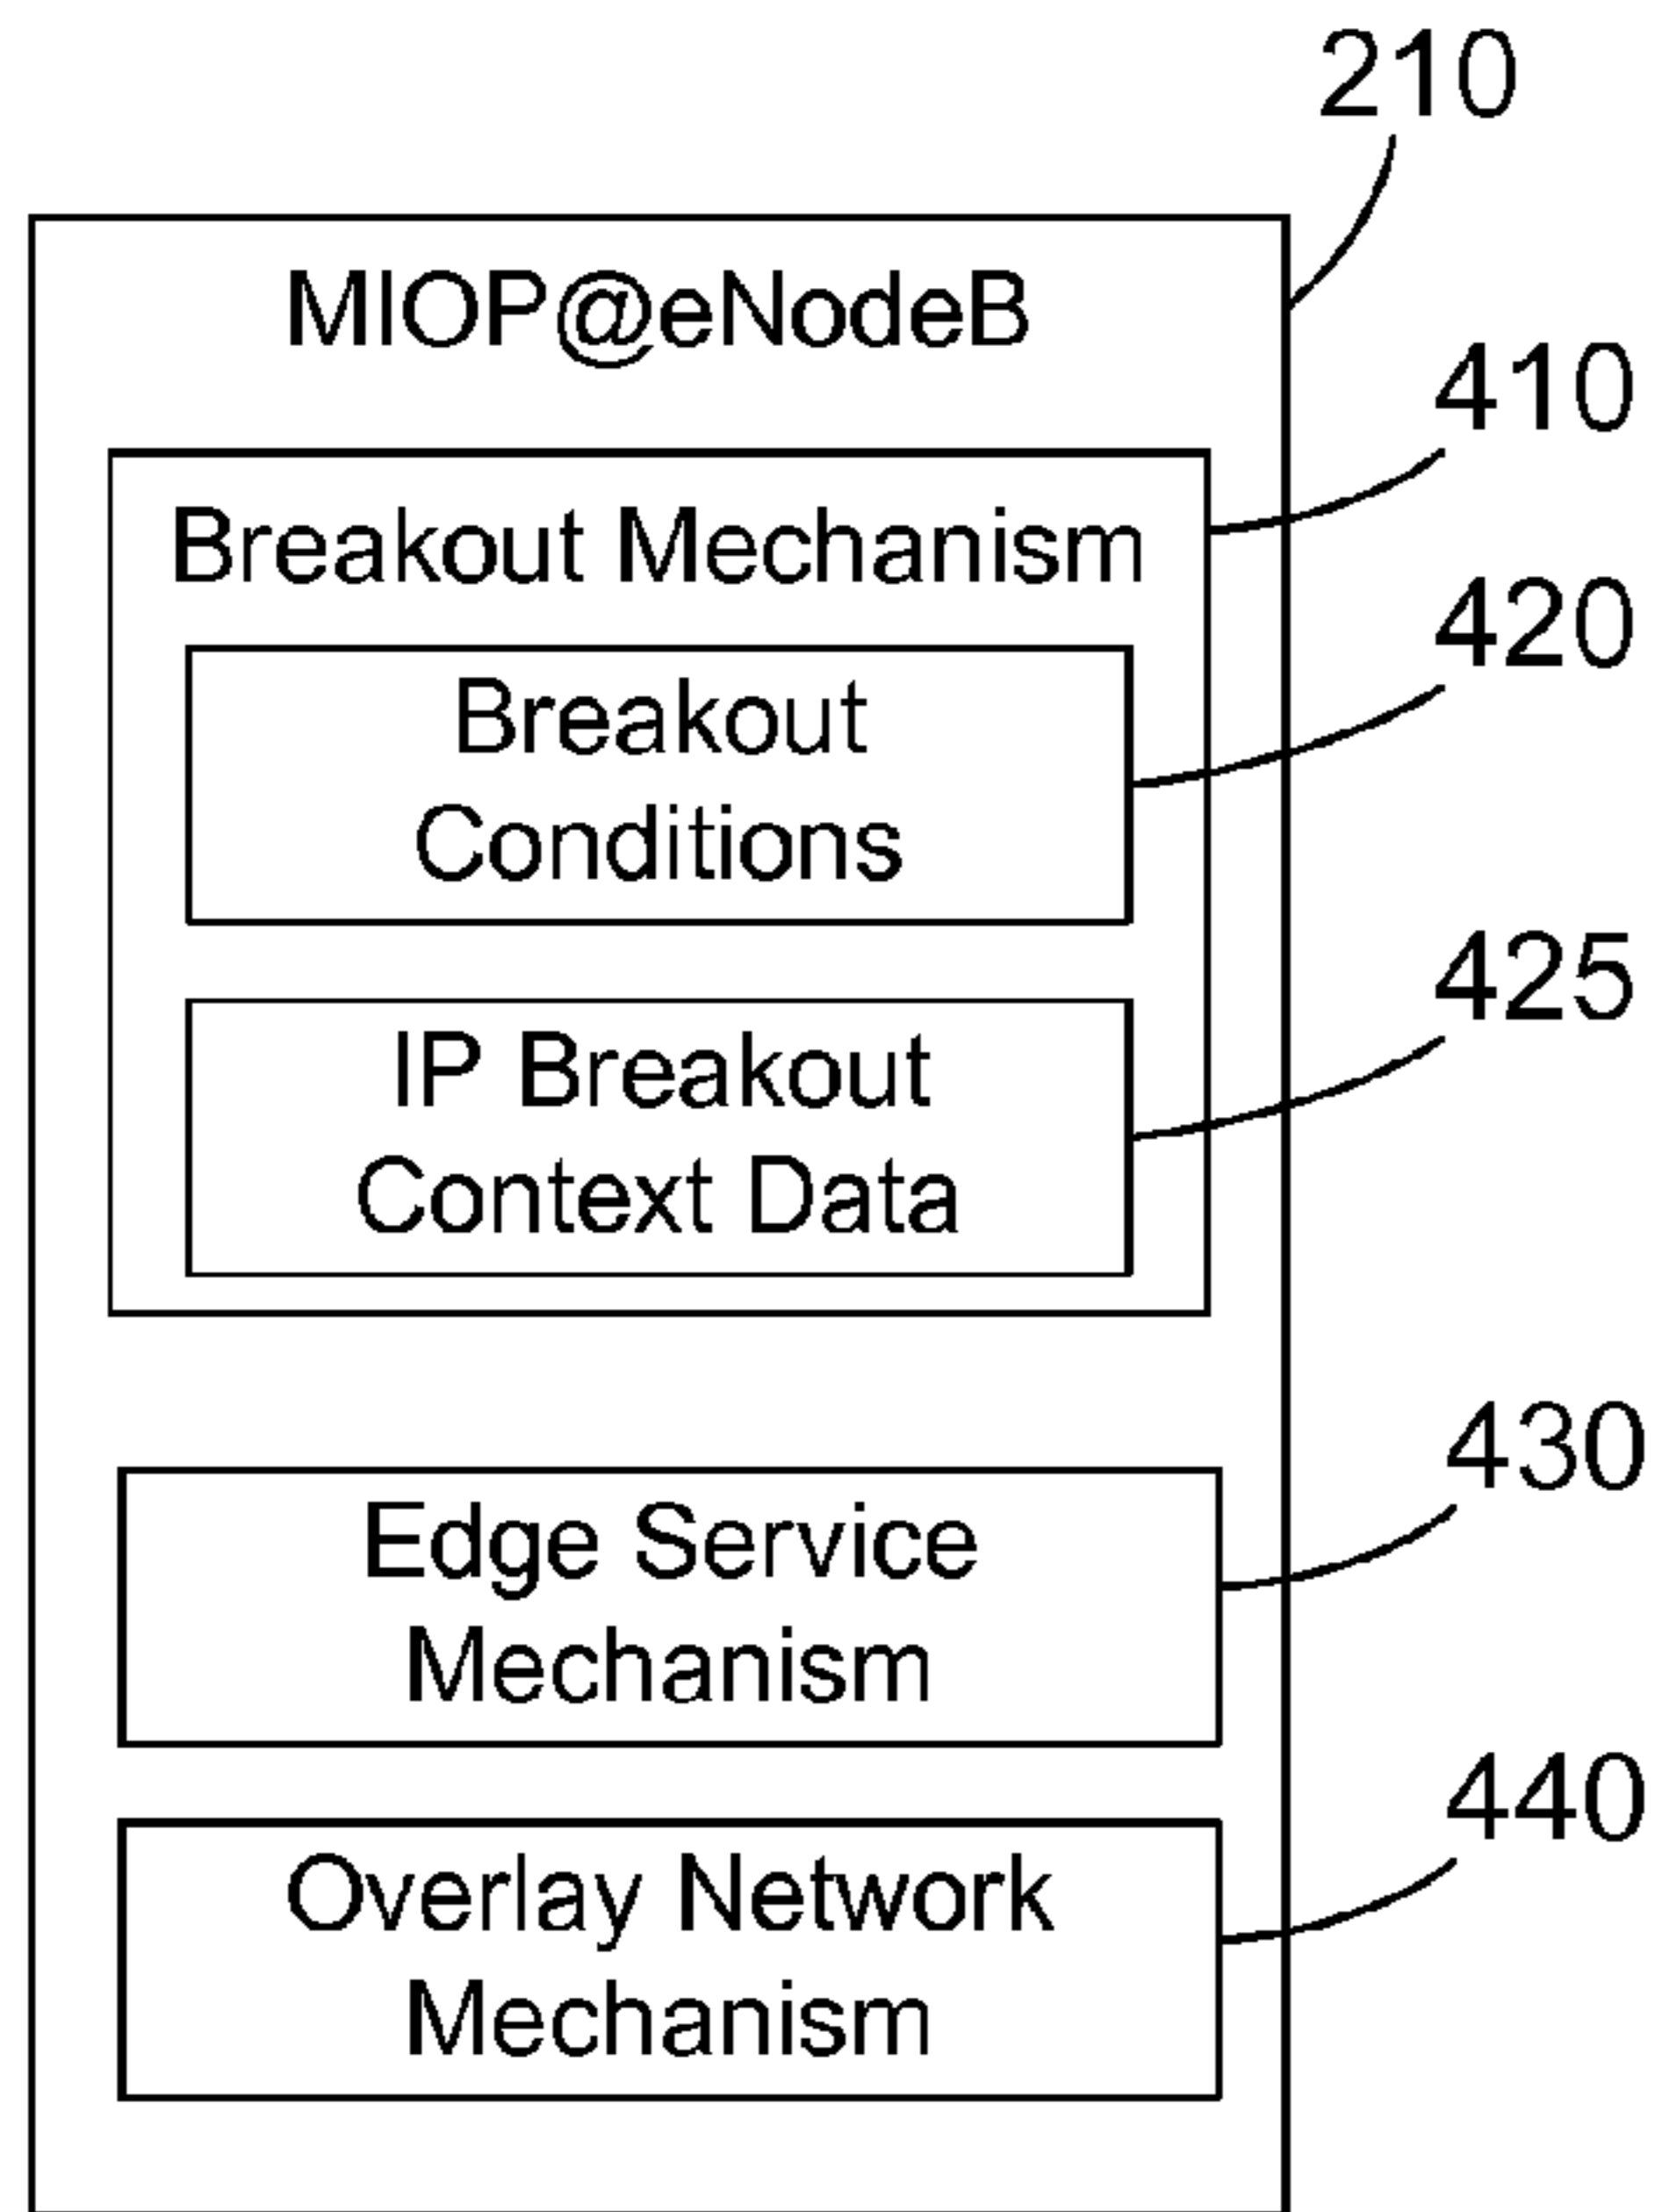 210
MIOP@eNodeB
410
Breakout Mechanism
420
Breakout
Conditions
425
IP Breakout
Context Data
430
Edge Service
Mechanism
440
Overlay Network
Mechanism